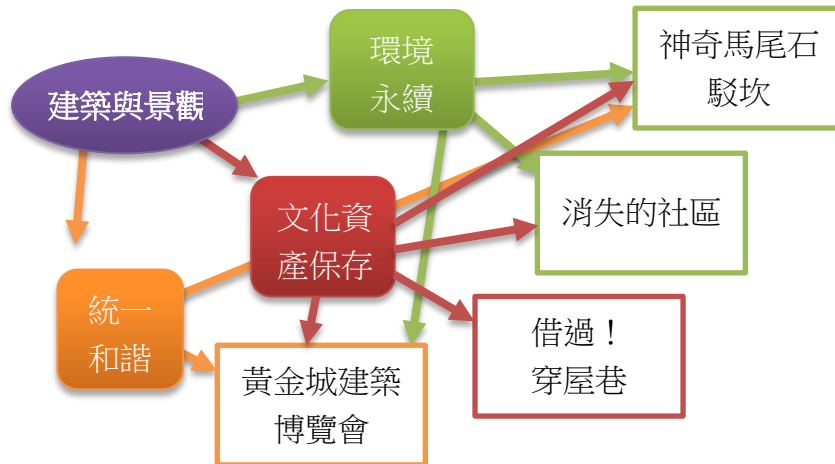 建築與景觀
環境
永續
神奇馬尾石
駁坎
文化資
產保存
消失的社區
統一
和諧
黃金城建築
博覽會
借過！
穿屋巷